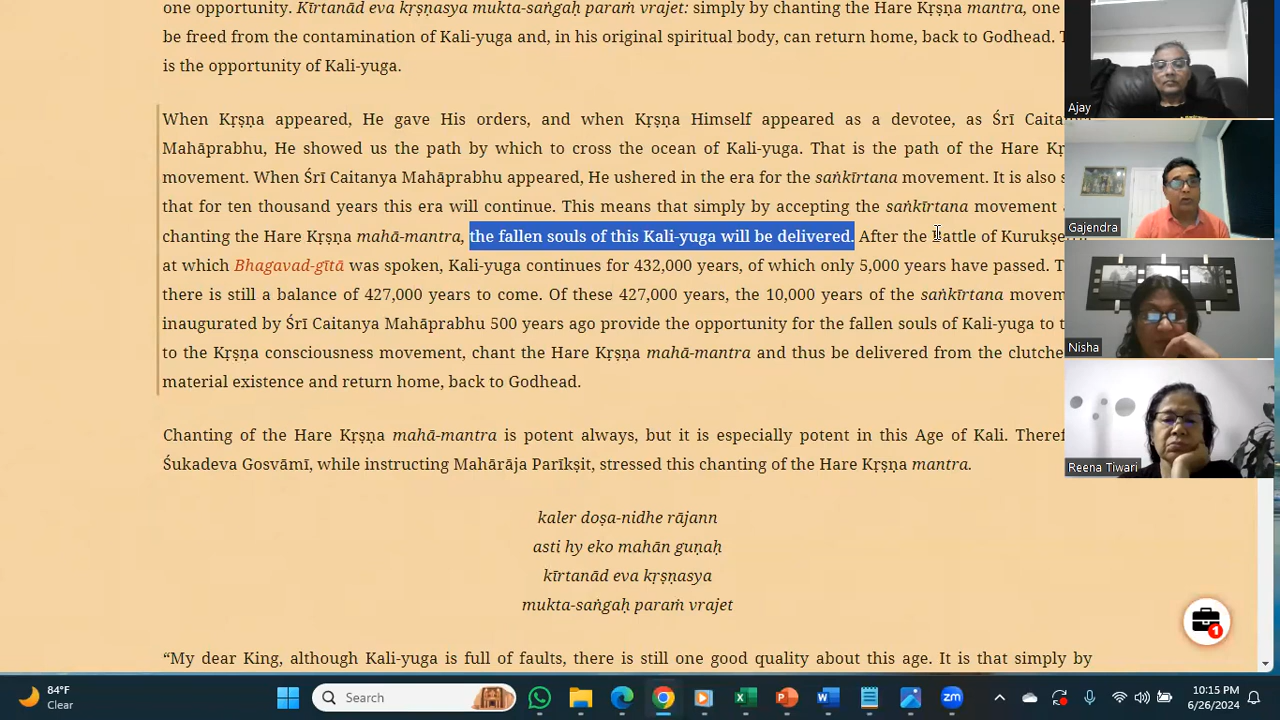 one opportunity. Kīrtanād eva kṛṣṇasya mukta-saṅgaḥ paraṁ vrajet: simply by chanting the Hare Kṛṣṇa mantra, one
be freed from the contamination of Kali-yuga and, in his original spiritual body, can return home, back to Godhead.
is the opportunity of Kali-yuga.
When Kṛṣṇa appeared, He gave His orders, and when Kṛṣṇa Himself appeared as a devotee, as Śrī
Mahāprabhu, He showed us the path by which to cross the ocean of Kali-yuga. That is the path of the Hare
movement. When Śrī Caitanya Mahāprabhu appeared, He ushered in the era for the saṅkīrtana movement. It is also
that for ten thousand years this era will continue. This means that simply by accepting the saṅkīrtana movement
chanting the Hare Kṛṣṇa mahā-mantra, the fallen souls of this Kali-yuga will be delivered. After the Battle of
at which Bhagavad-gītā was spoken, Kali-yuga continues for 432,000 years, of which only 5,000 years have passed.
there is still a balance of 427,000 years to come. Of these 427,000 years, the 10,000 years of the saṅkīrtana
inaugurated by Śrī Caitanya Mahāprabhu 500 years ago provide the opportunity for the fallen souls of Kali-yuga to
to the Kṛṣṇa consciousness movement, chant the Hare Kṛṣṇa mahā-mantra and thus be delivered from the
material existence and return home, back to Godhead.
Chanting of the Hare Kṛṣṇa mahā-mantra is potent always, but it is especially potent in this Age of Kali.
Śukadeva Gosvāmī, while instructing Mahārāja Parīkṣit, stressed this chanting of the Hare Kṛṣṇa mantra.
kaler doṣa-nidhe rājann
asti hy eko mahān guṇaḥ
kīrtanād eva kṛṣṇasya
mukta-saṅgaḥ paraṁ vrajet
“My dear King, although Kali-yuga is full of faults, there is still one good quality about this age. It is that simply by
Ajay
Gajendra
Nisha
Reena Tiwari
1
84°F
Clear
Search
zm
10:15 PM
6/26/2024